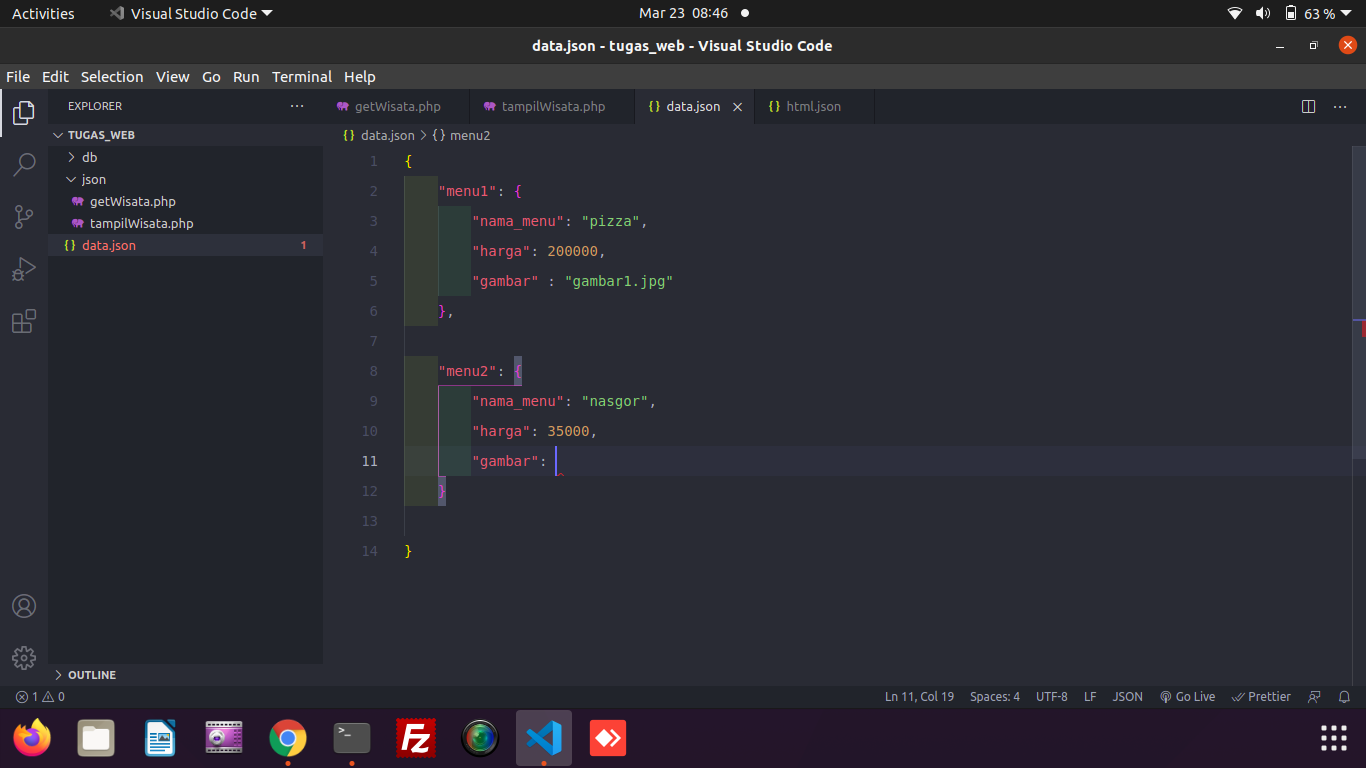 Activities Visual Studio Code Mar 23 08:46 63 %
data.json - tugas_web - Visual Studio Code
File Edit Selection View Go Run Terminal Help
EXPLORER
getWisata.php tampilWisata.php {} data.json html.json
TUGAS_WEB
{} data.json > {} menu2
db
json
getWisata.php
tampilWisata.php
{} data.json 1
1 {
2 "menu1": {
3 "nama_menu": "pizza",
4 "harga": 200000,
5 "gambar" : "gambar1.jpg"
6 },
7
8 "menu2": {
9 "nama_menu": "nasgor",
10 "harga": 35000,
11 "gambar":
12 }
13
14 }
OUTLINE
1 0 Ln 11, Col 19 Spaces: 4 UTF-8 LF JSON Go Live Prettier
>_ Fz